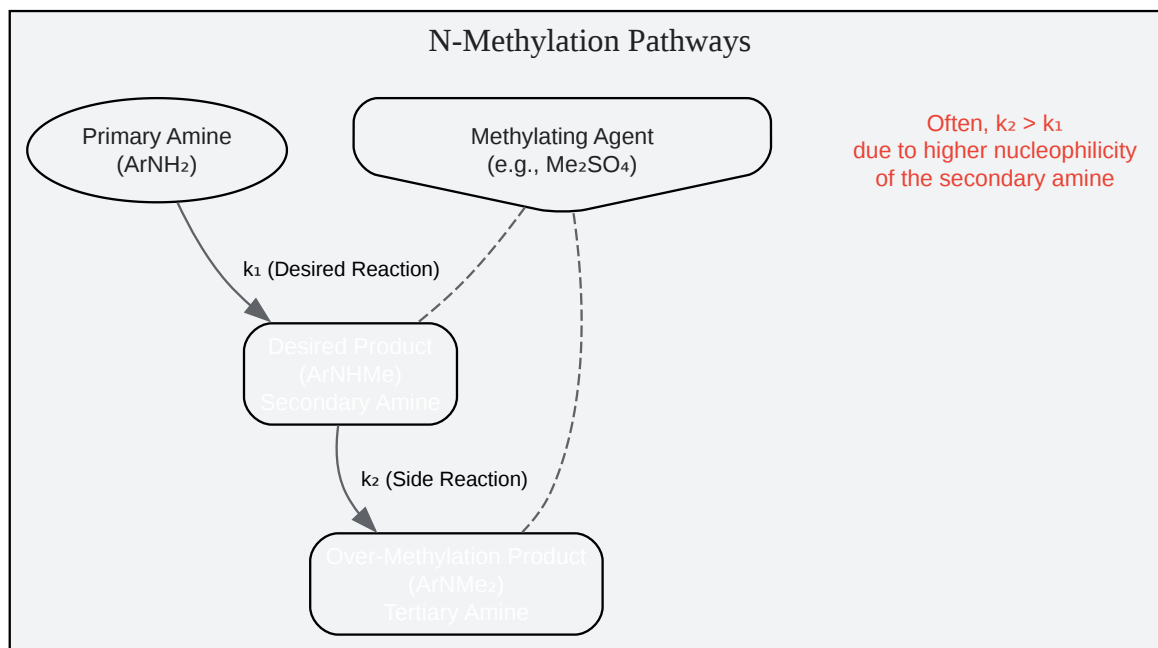 N-Methylation Pathways
Primary Amine
(ArNH₂)
Methylating Agent
(e.g., Me₂SO₄)
Often, k₂ > k₁
due to higher nucleophilicity
of the secondary amine
k₁ (Desired Reaction)
Desired Product
(ArNHMe)
Secondary Amine
k₂ (Side Reaction)
Over-Methylation Product
(ArNMe₂)
Tertiary Amine